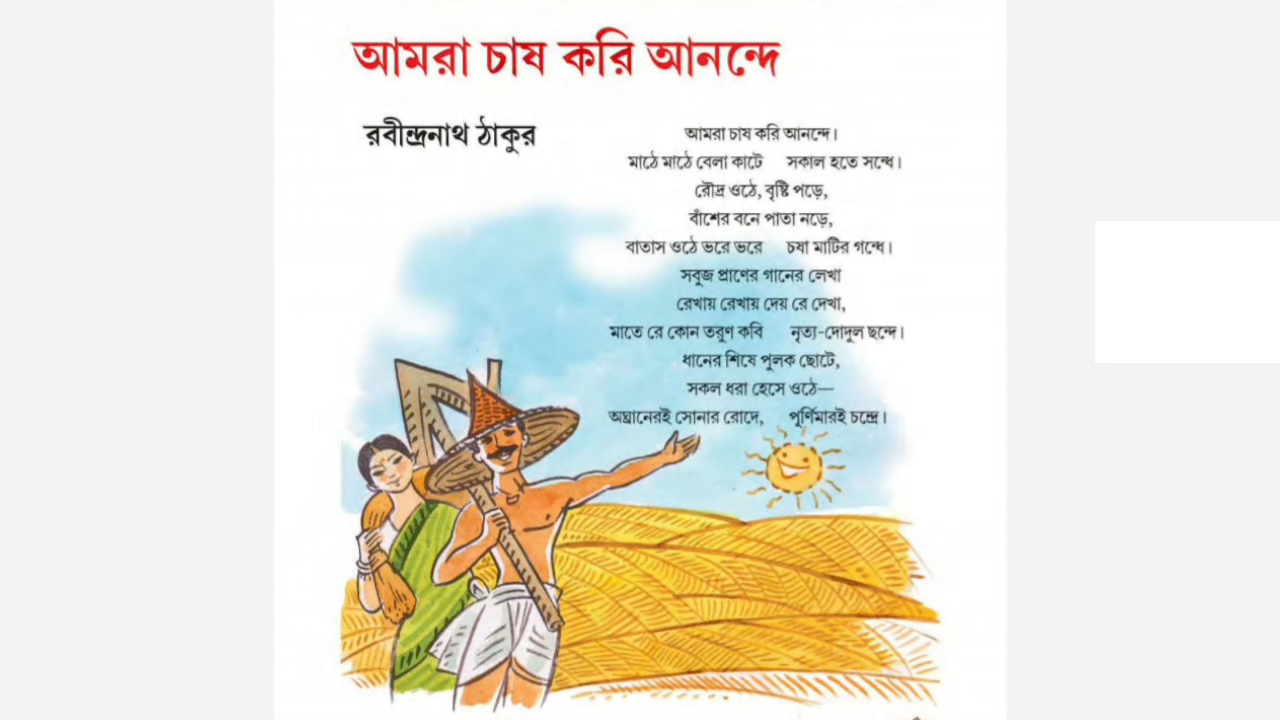 আমরা চাষ করি আনন্দে
রবীন্দ্রনাথ ঠাকুর
আমরা চাষ করি আনন্দে।
মাঠে মাঠে বেলা কাটে সকাল হতে সন্ধে।
রৌদ্র ওঠে, বৃষ্টি পড়ে,
বাঁশের বনে পাতা নড়ে,
বাতাস ওঠে ভরে ভরে চষা মাটির গন্ধে।
সবুজ প্রাণের গানের লেখা
রেখায় রেখায় দেয় রে দেখা,
মাতে রে কোন তরুণ কবি নৃত্য-দোদুল ছন্দে।
ধানের শিষে পুলক ছোটে,
সকল ধরা হেসে ওঠে—
অঘ্রানেরই সোনার রোদে, পূর্ণিমারই চন্দ্রে।